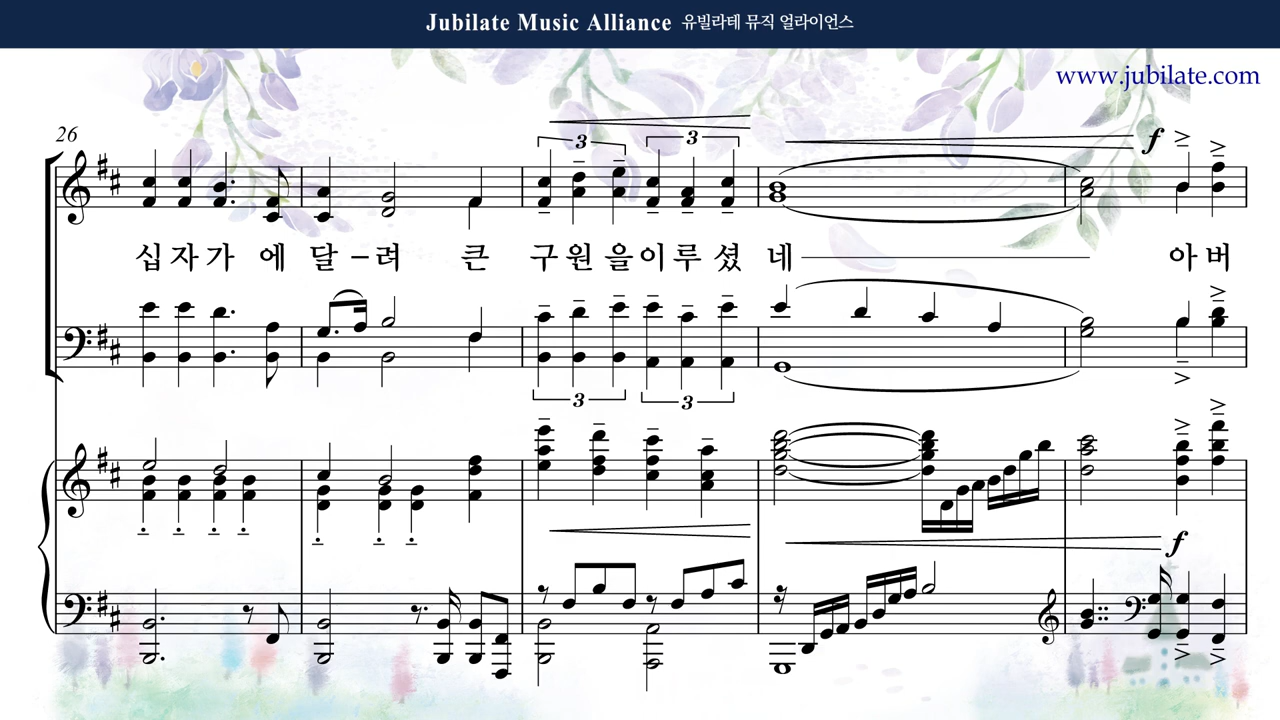 Jubilate Music Alliance 유빌라테 뮤직 얼라이언스
www.jubilate.com
26
3 3
f
십자가 에 달 – 려 큰 구원을이루셨 네 아버
3 3
f